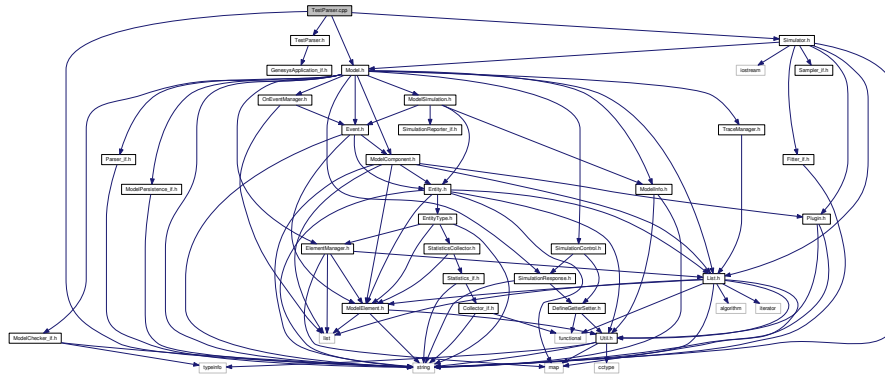 TestParser.cpp
TestParser.h
Simulator.h
GenesysApplication_if.h
Model.h
iostream
Sampler_if.h
OnEventManager.h
ModelSimulation.h
Event.h
SimulationReporter_if.h
TraceManager.h
Parser_if.h
ModelComponent.h
Fitter_if.h
ModelPersistence_if.h
Entity.h
ModelInfo.h
EntityType.h
Plugin.h
ElementManager.h
StatisticsCollector.h
SimulationControl.h
Statistics_if.h
SimulationResponse.h
List.h
ModelElement.h
Collector_if.h
DefineGetterSetter.h
algorithm
iterator
ModelChecker_if.h
list
functional
Util.h
typeinfo
string
map
cctype